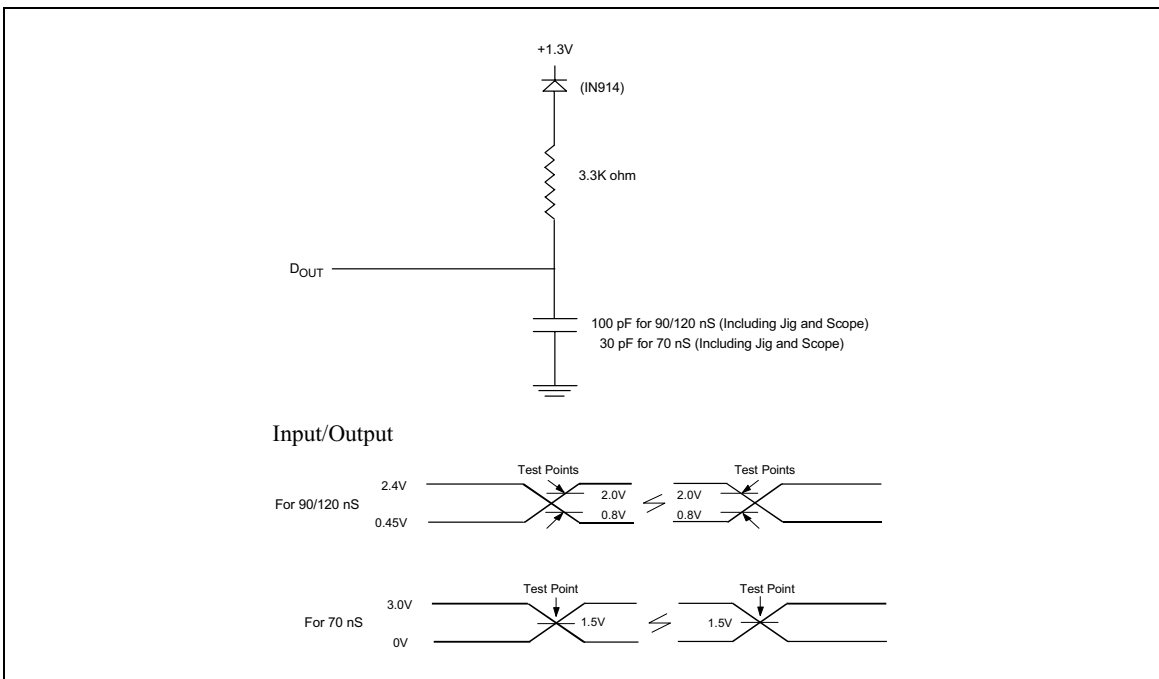 +1.3V
(IN914)
3.3K ohm
DOUT
100 pF for 90/120 nS (Including Jig and Scope)
30 pF for 70 nS (Including Jig and Scope)
Input/Output
Test Points Test Points
2.4V
2.0V 2.0V
For 90/120 nS
0.8V 0.8V
0.45V
Test Point Test Point
3.0V
For 70 nS 1.5V 1.5V
0V